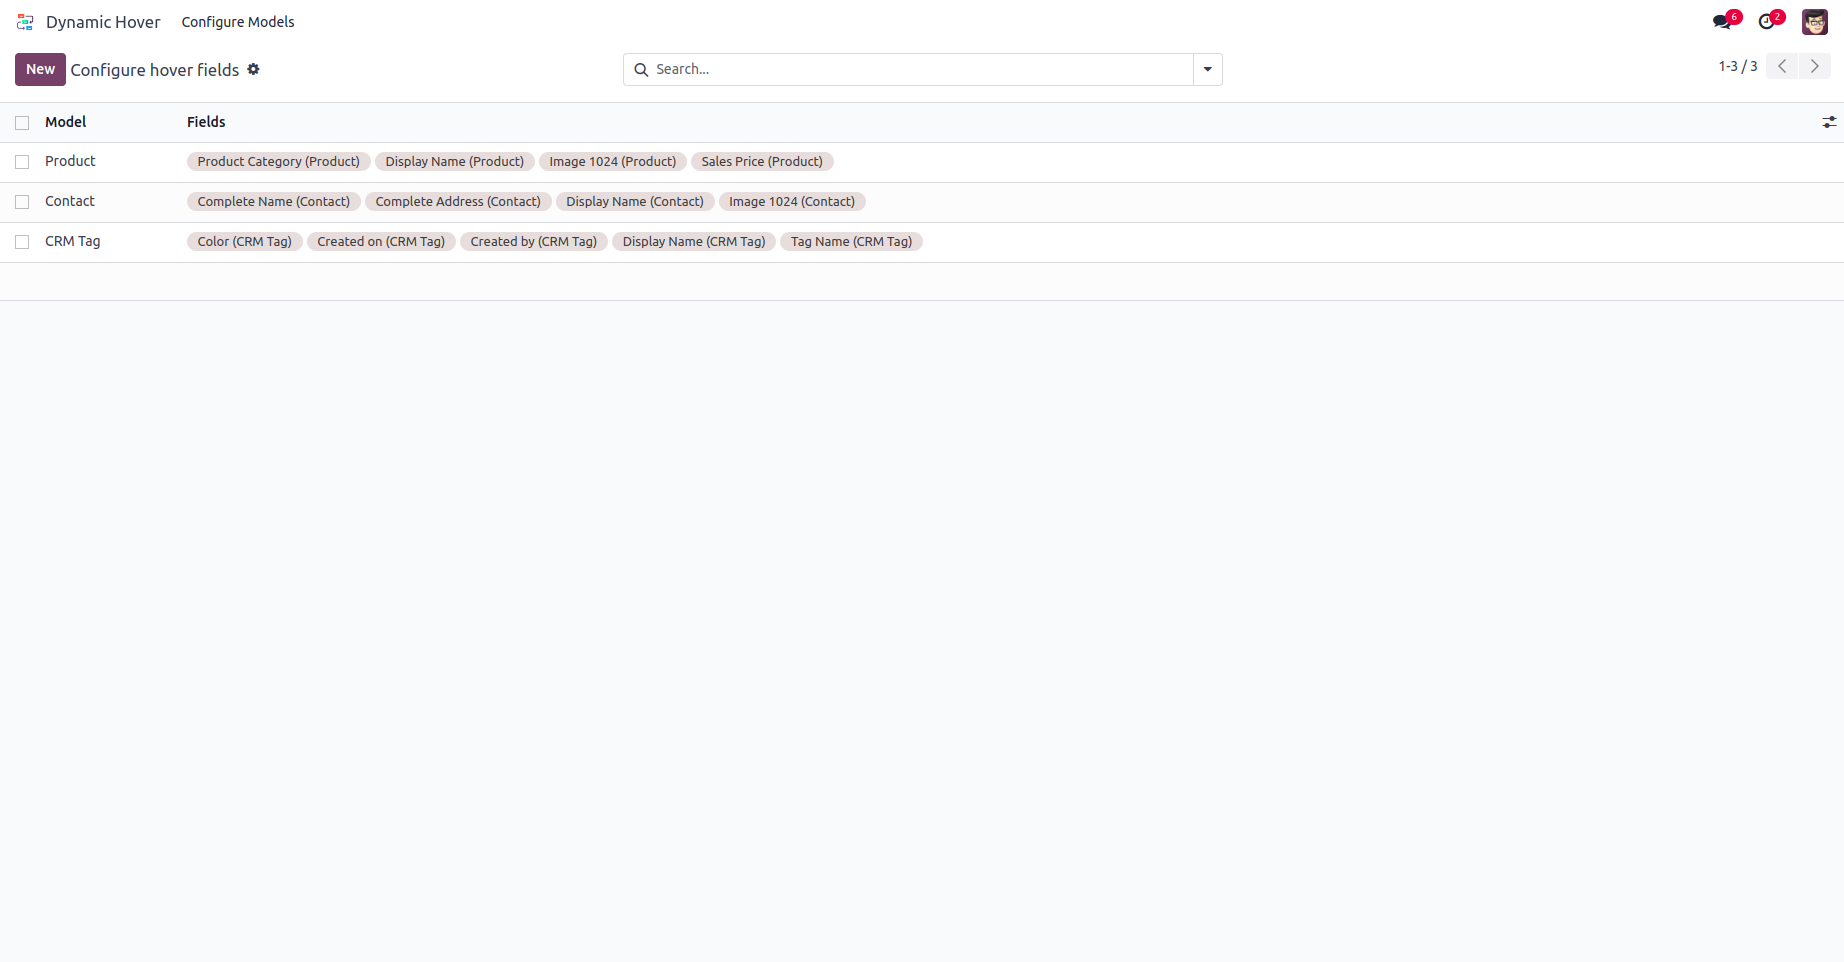 Dynamic Hover Configure Models 6 2
New Configure hover fields Search... 1-3 / 3
Model Fields
Product Product Category (Product) Display Name (Product) Image 1024 (Product) Sales Price (Product)
Contact Complete Name (Contact) Complete Address (Contact) Display Name (Contact) Image 1024 (Contact)
CRM Tag Color (CRM Tag) Created on (CRM Tag) Created by (CRM Tag) Display Name (CRM Tag) Tag Name (CRM Tag)